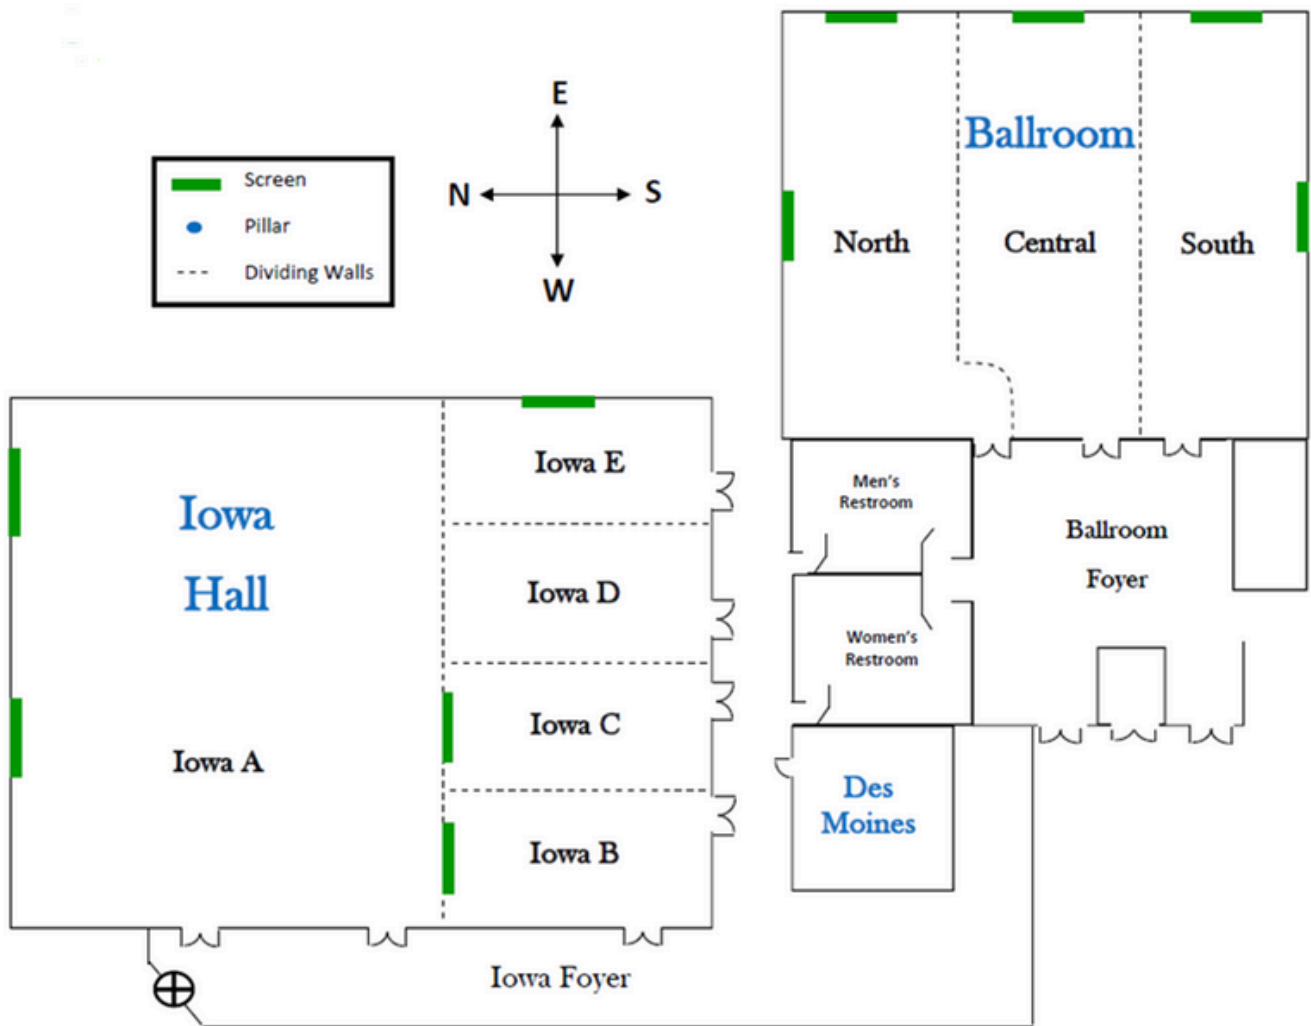 E
N
S
W
Screen
Pillar
Dividing Walls
Ballroom
North
Central
South
Iowa
Hall
Iowa A
Iowa E
Iowa D
Iowa C
Iowa B
Men's
Restroom
Women's
Restroom
Ballroom
Foyer
Des
Moines
Iowa Foyer